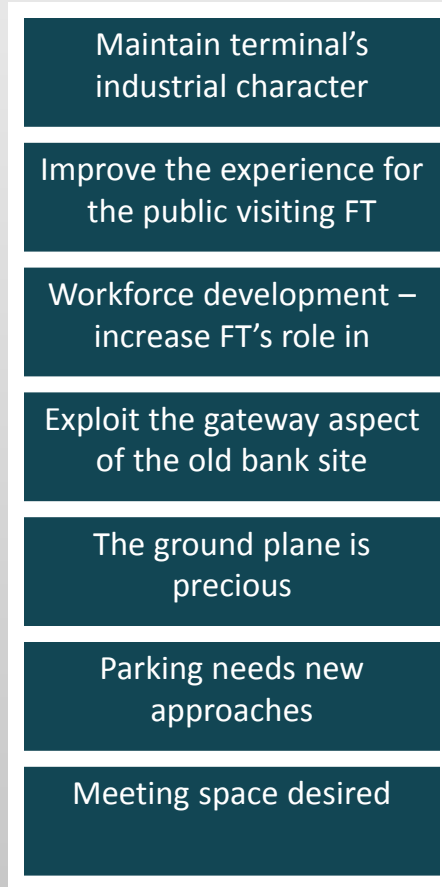 Maintain terminal’s
industrial character
Improve the experience for
the public visiting FT
Workforce development –
increase FT’s role in
Exploit the gateway aspect
of the old bank site
The ground plane is
precious
Parking needs new
approaches
Meeting space desired